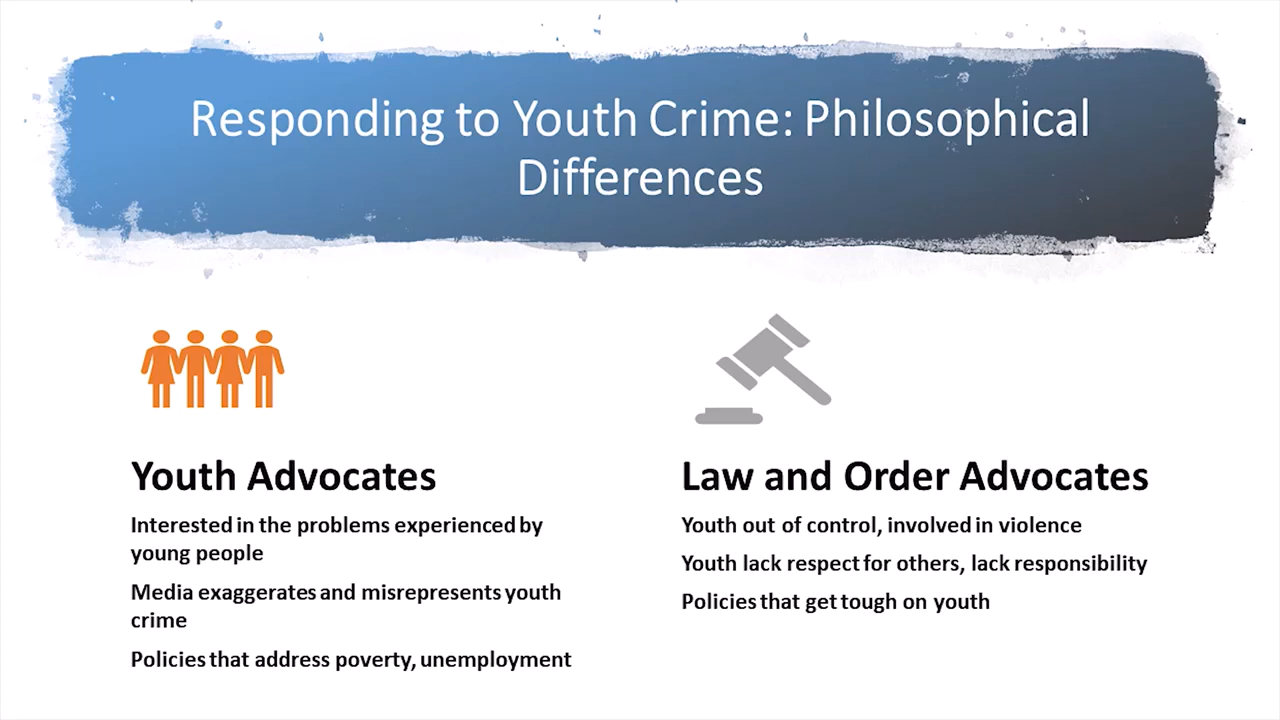 Responding to Youth Crime: Philosophical
Differences
Youth Advocates
Interested in the problems experienced by
young people
Media exaggerates and misrepresents youth
crime
Policies that address poverty, unemployment
Law and Order Advocates
Youth out of control, involved in violence
Youth lack respect for others, lack responsibility
Policies that get tough on youth